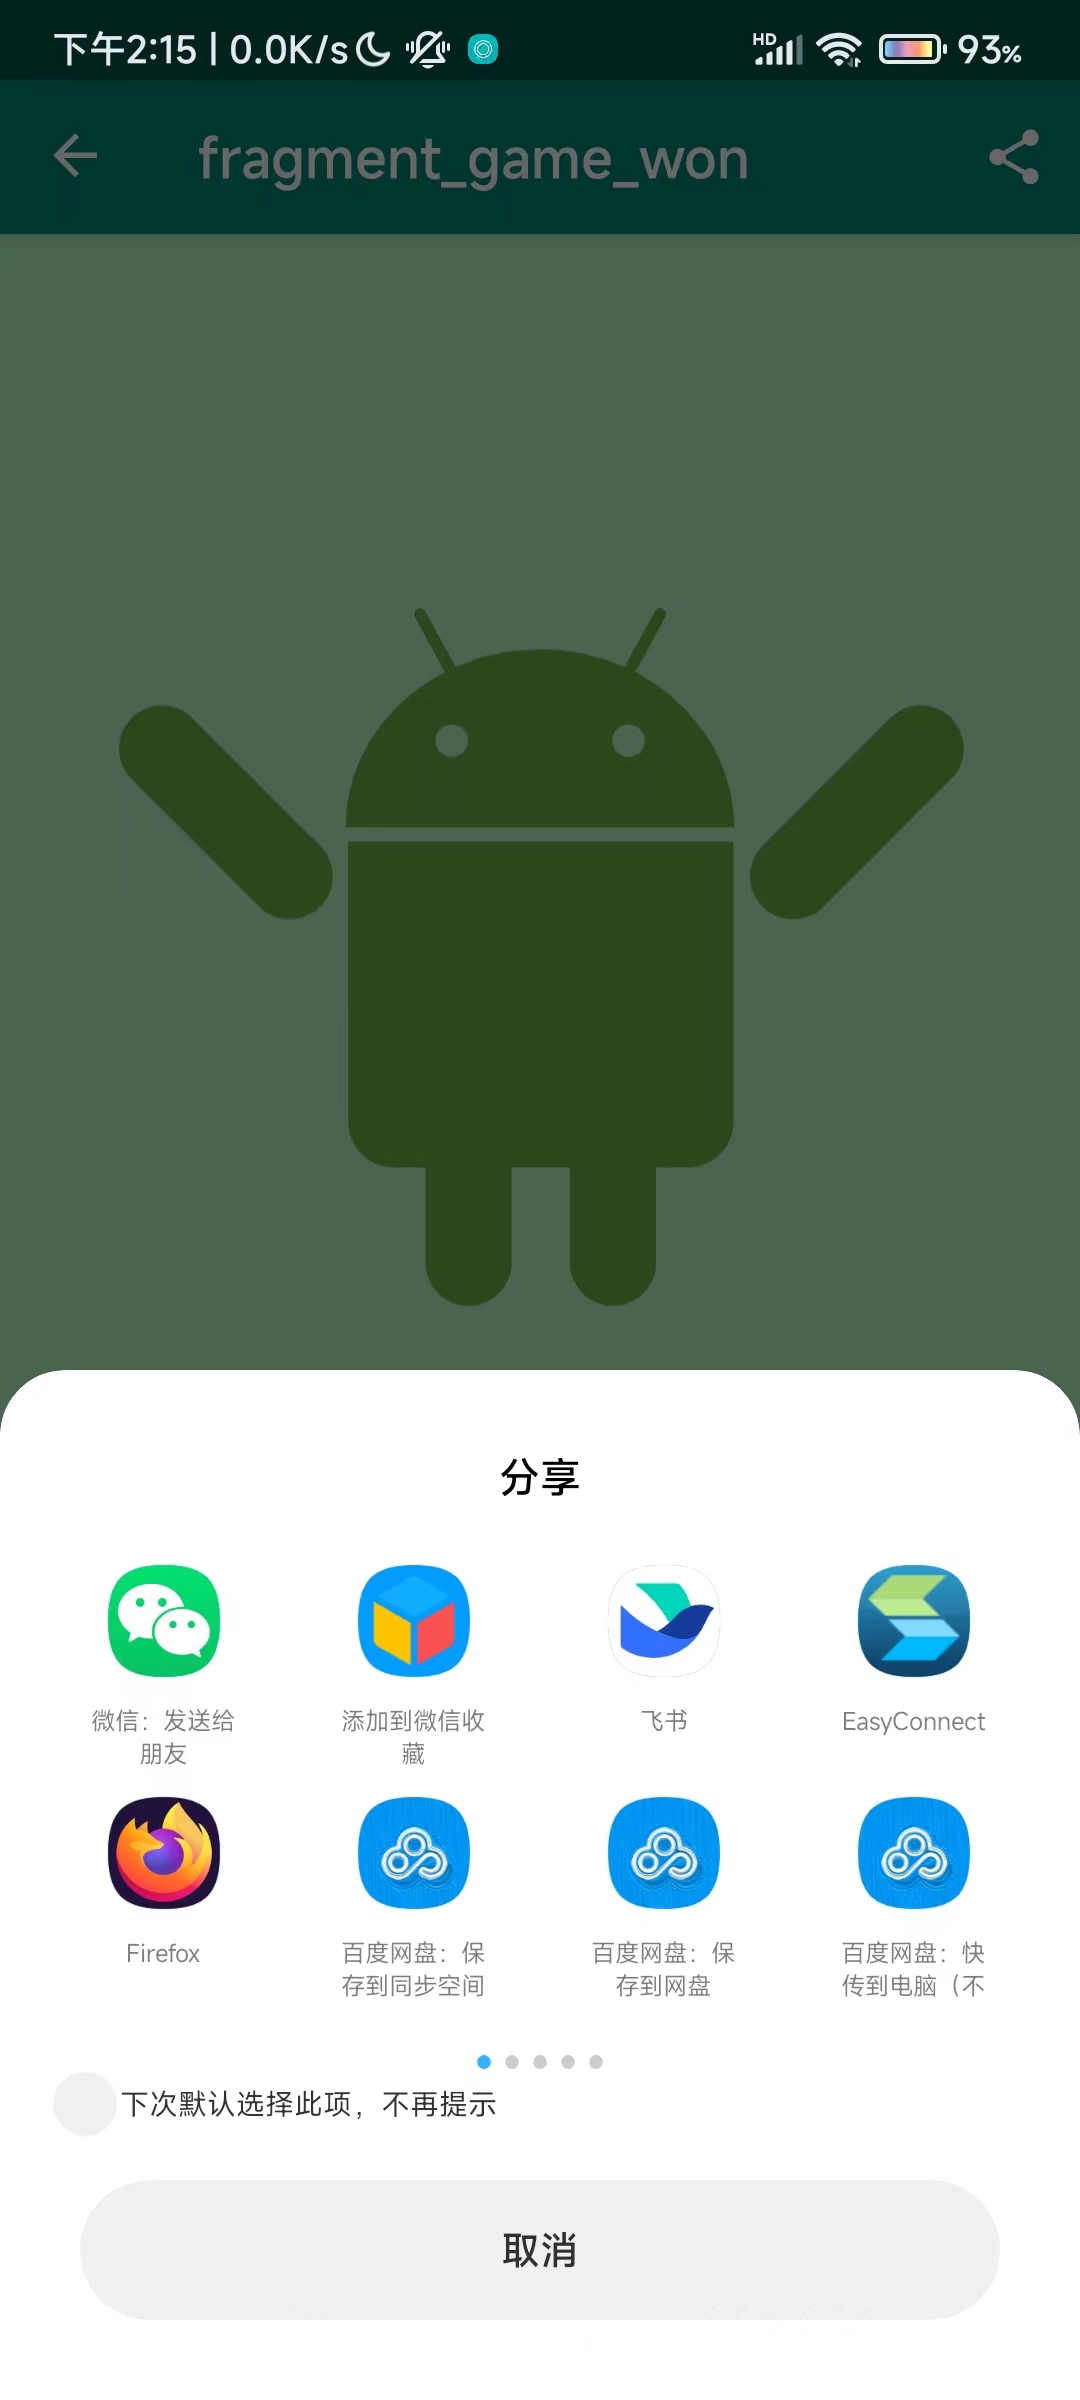 下午2:15 | 0.0K/s
HD
93%
fragment_game_won
分享
微信：发送给
朋友
添加到微信收
藏
飞书
EasyConnect
Firefox
百度网盘：保
存到同步空间
百度网盘：保
存到网盘
百度网盘：快
传到电脑（不
下次默认选择此项，不再提示
取消